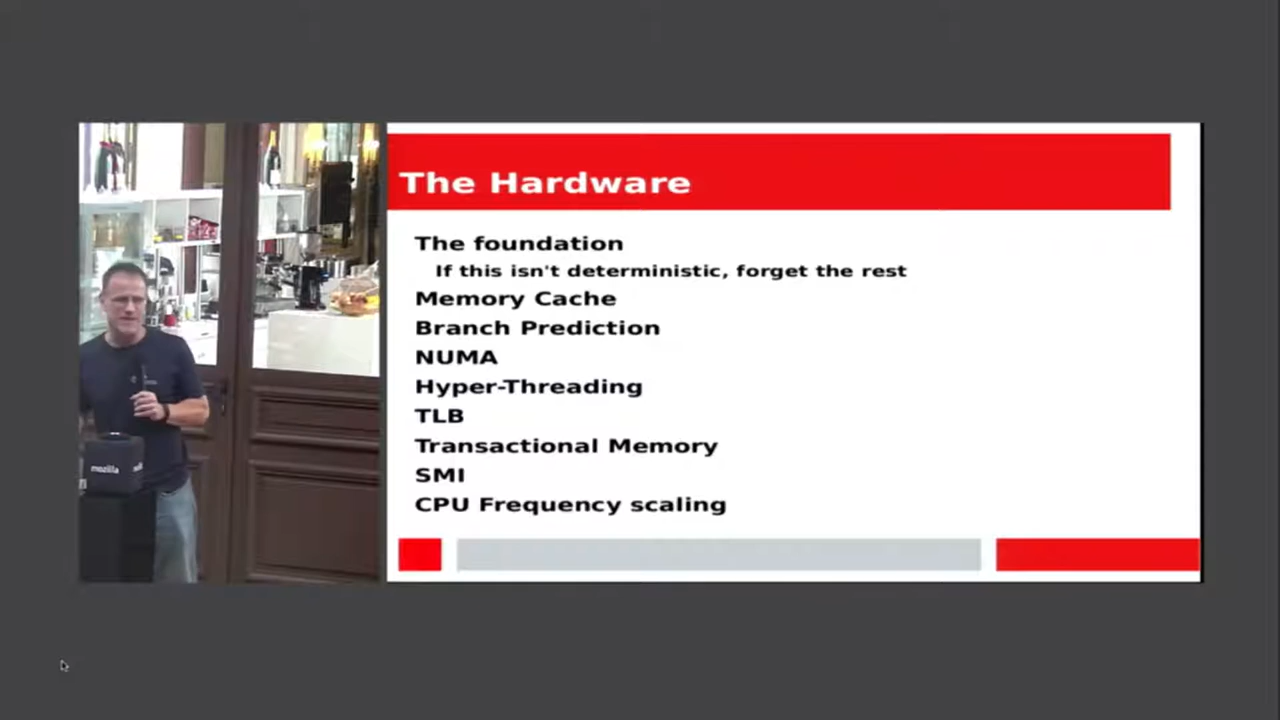 The Hardware
The foundation
If this isn't deterministic, forget the rest
Memory Cache
Branch Prediction
NUMA
Hyper-Threading
TLB
Transactional Memory
SMI
CPU Frequency scaling
mozilla